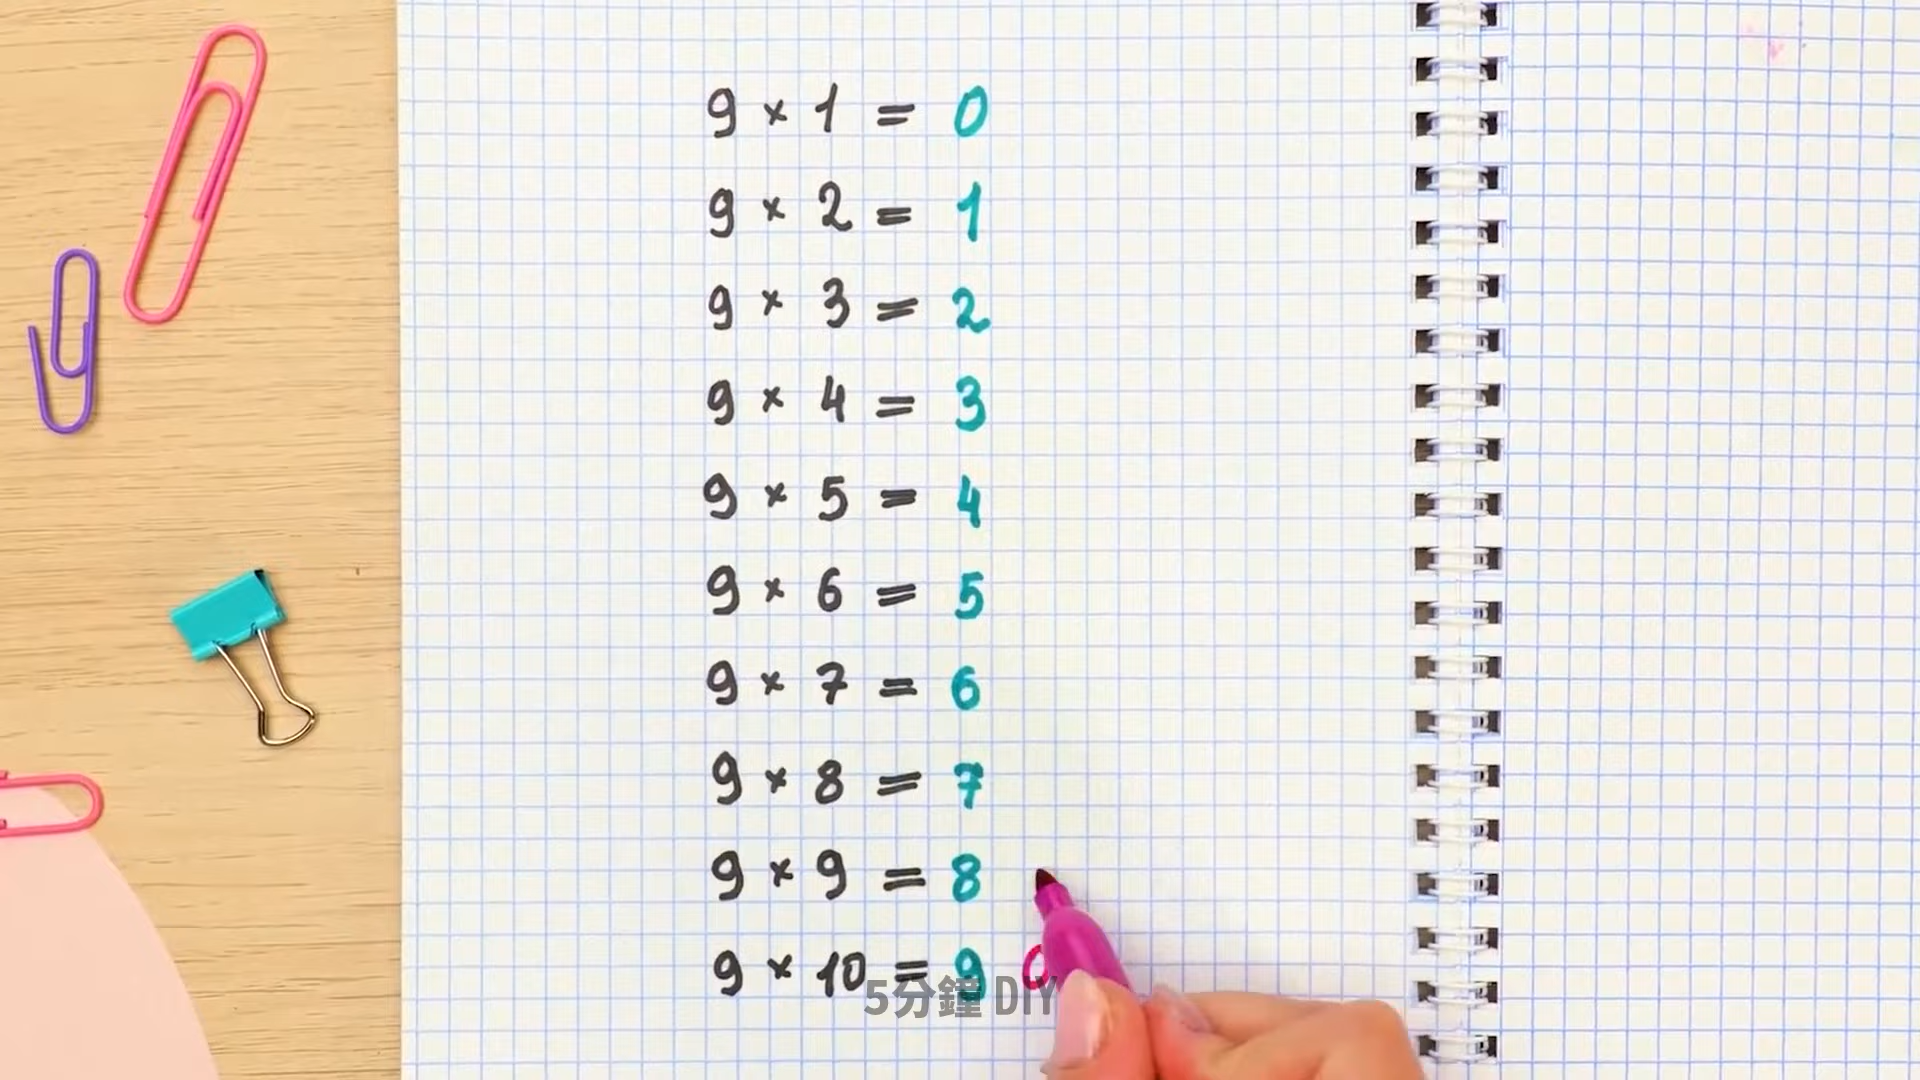 9 × 1 = 0
9 × 2 = 1
9 × 3 = 2
9 × 4 = 3
9 × 5 = 4
9 × 6 = 5
9 × 7 = 6
9 × 8 = 7
9 × 9 = 8
9 × 10 = 9 0
5分鐘 DIY